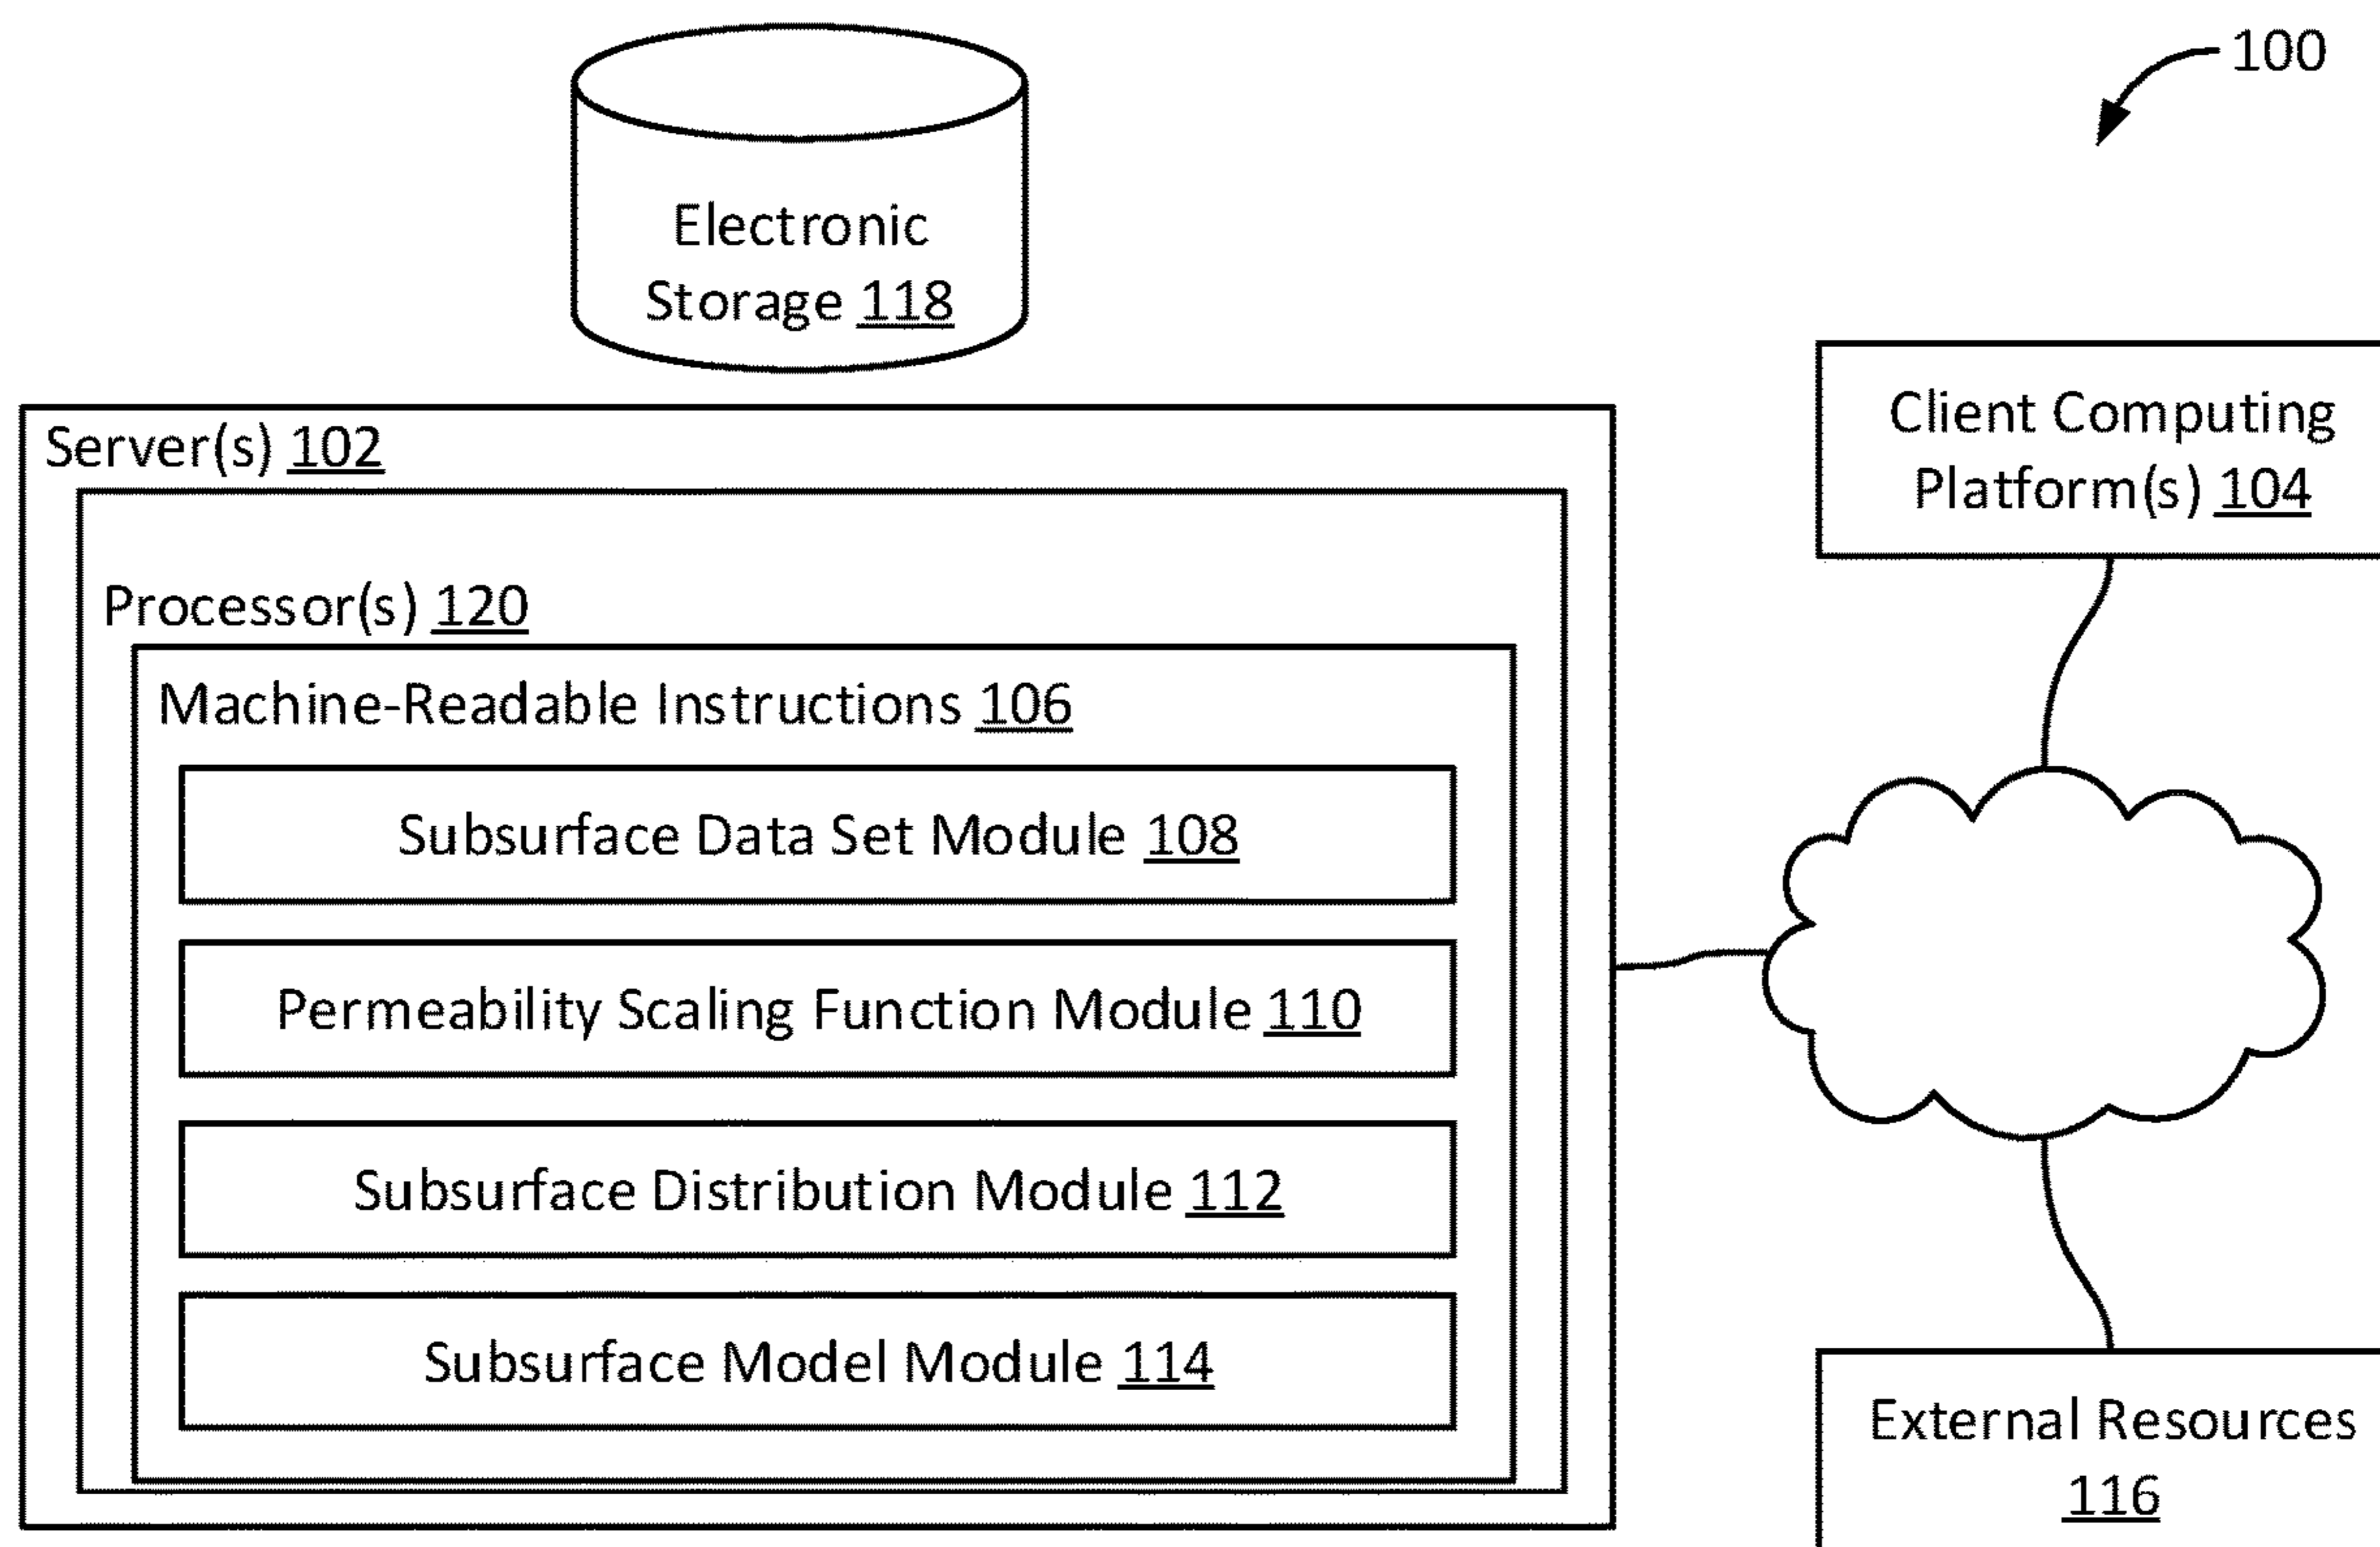 100
Electronic
Storage 118
Client Computing
Platform(s) 104
Server(s) 102
Processor(s) 120
Machine-Readable Instructions 106
Subsurface Data Set Module 108
Permeability Scaling Function Module 110
Subsurface Distribution Module 112
Subsurface Model Module 114
External Resources
116